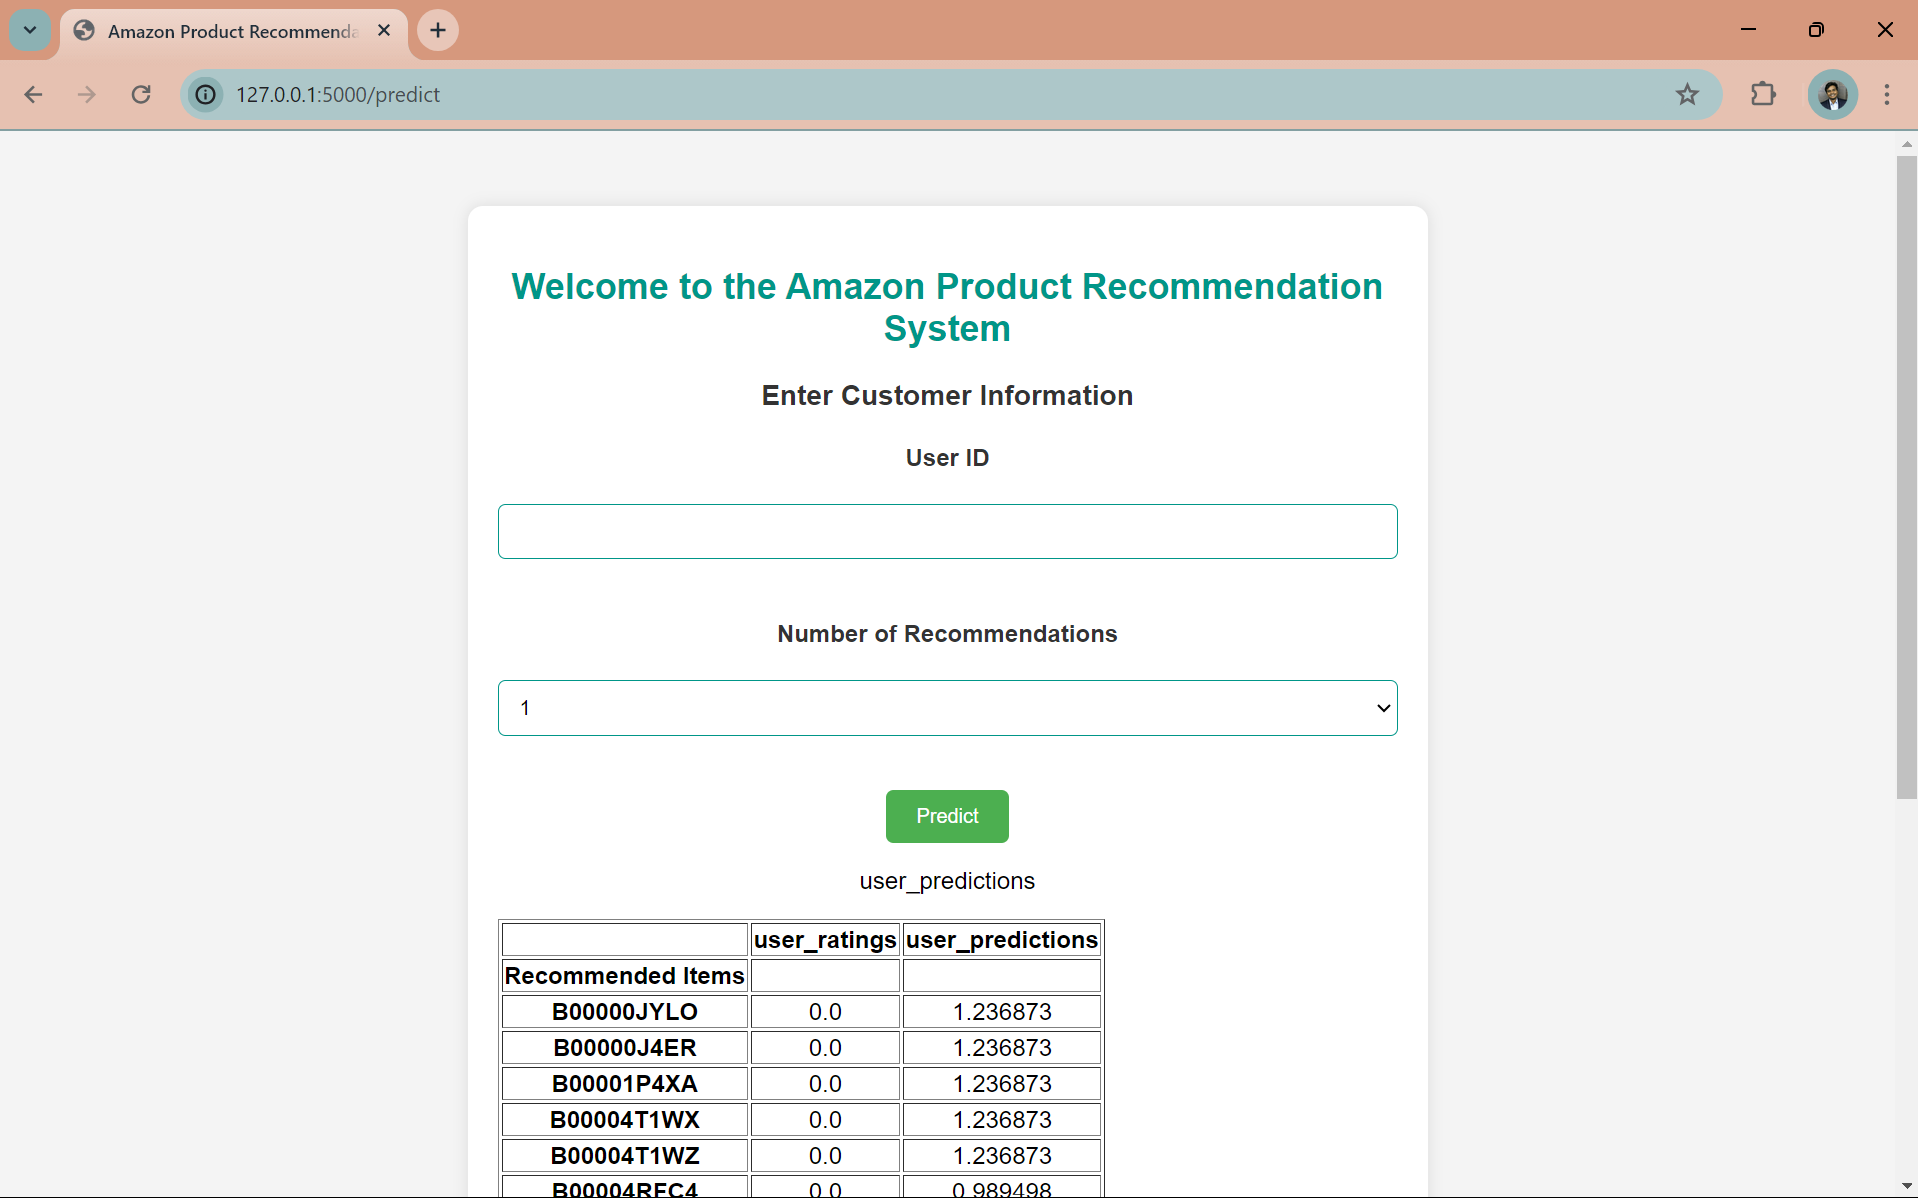 Amazon Product Recommenda
127.0.0.1:5000/predict
Welcome to the Amazon Product Recommendation
System
Enter Customer Information
User ID
Number of Recommendations
1
Predict
user_predictions
user_ratings user_predictions
Recommended Items
B00000JYLO 0.0 1.236873
B00000J4ER 0.0 1.236873
B00001P4XA 0.0 1.236873
B00004T1WX 0.0 1.236873
B00004T1WZ 0.0 1.236873
B00004RFC4 0.0 0.989498